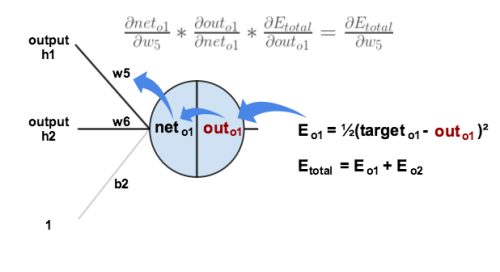 ∂net_o1/∂w5 * ∂out_o1/∂net_o1 * ∂E_total/∂out_o1 = ∂E_total/∂w5
output
h1
w5
output
h2
w6
net o1
out o1
E o1 = ½(target o1 - out o1)²
E total = E o1 + E o2
b2
1